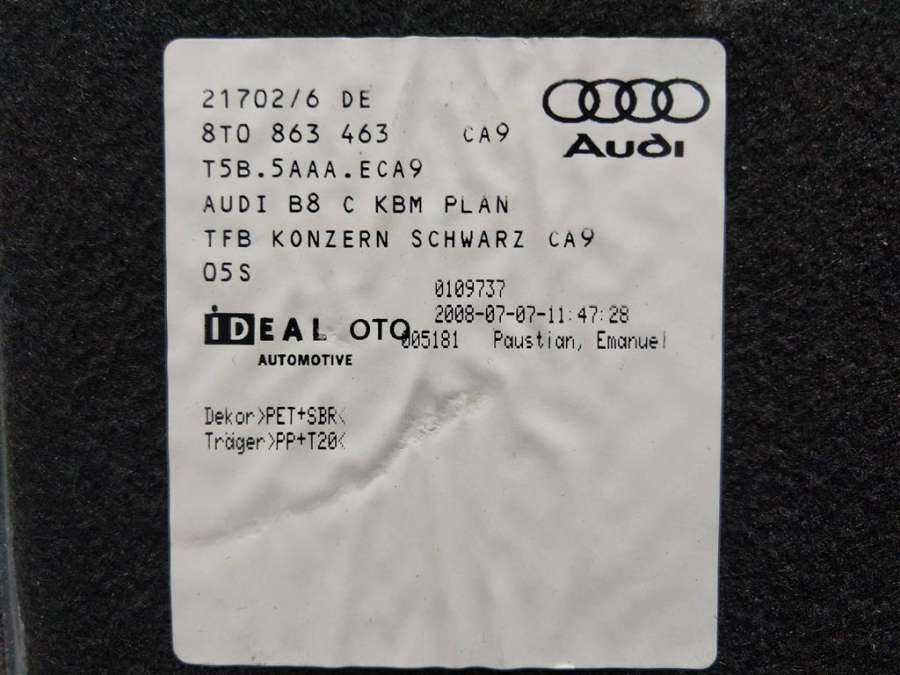 21702/6 DE
8T0 863 463 CA9
Audi
T5B.5AAA.ECA9
AUDI B8 C KBM PLAN
TFB KONZERN SCHWARZ CA9
05S
0109737
2008-07-07-11:47:28
iDEAL OTO
005181 Paustian, Emanuel
AUTOMOTIVE
Dekor>PET+SBR<
Träger>PP+T20<